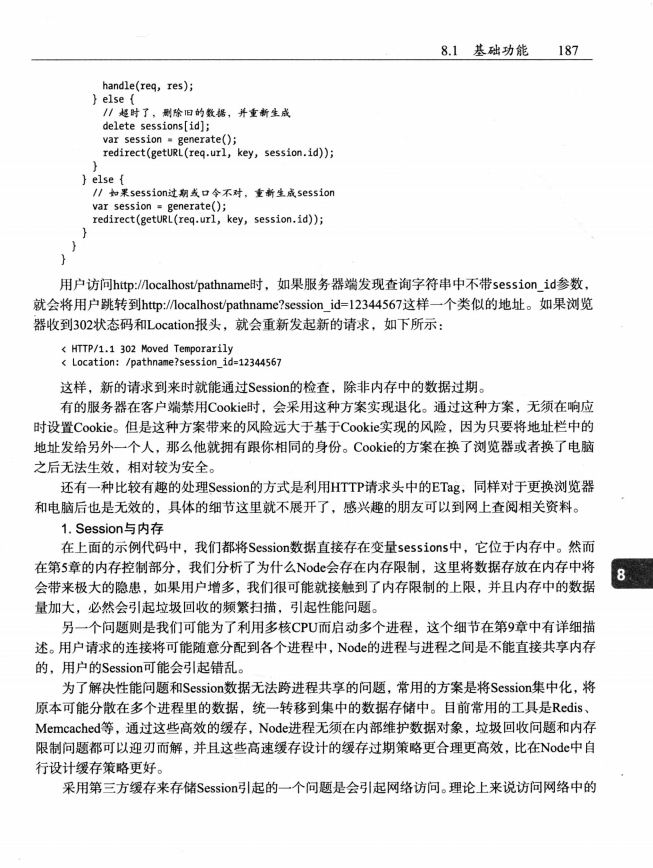 8.1 基础功能 187
handle(req, res);
} else {
// 超时了，删除旧的数据，并重新生成
delete sessions[id];
var session = generate();
redirect(getURL(req.url, key, session.id));
}
} else {
// 如果session过期或口令不对，重新生成session
var session = generate();
redirect(getURL(req.url, key, session.id));
}
}
}
用户访问http://localhost/pathname时，如果服务器端发现查询字符串中不带session_id参数，
就会将用户跳转到http://localhost/pathname?session_id=12344567这样一个类似的地址。如果浏览
器收到302状态码和Location报头，就会重新发起新的请求，如下所示：
< HTTP/1.1 302 Moved Temporarily
< Location: /pathname?session_id=12344567
这样，新的请求到来时就能通过Session的检查，除非内存中的数据过期。
有的服务器在客户端禁用Cookie时，会采用这种方案实现退化。通过这种方案，无须在响应
时设置Cookie。但是这种方案带来的风险远大于基于Cookie实现的风险，因为只要将地址栏中的
地址发给另外一个人，那么他就拥有跟你相同的身份。Cookie的方案在换了浏览器或者换了电脑
之后无法生效，相对较为安全。
还有一种比较有趣的处理Session的方式是利用HTTP请求头中的ETag，同样对于更换浏览器
和电脑后也是无效的，具体的细节这里就不展开了，感兴趣的朋友可以到网上查阅相关资料。
1. Session与内存
在上面的示例代码中，我们都将Session数据直接存在变量sessions中，它位于内存中。然而
在第5章的内存控制部分，我们分析了为什么Node会存在内存限制，这里将数据存放在内存中将
会带来极大的隐患，如果用户增多，我们很可能就接触到了内存限制的上限，并且内存中的数据
量加大，必然会引起垃圾回收的频繁扫描，引起性能问题。
另一个问题则是我们可能为了利用多核CPU而启动多个进程，这个细节在第9章中有详细描
述。用户请求的连接将可能随意分配到各个进程中，Node的进程与进程之间是不能直接共享内存
的，用户的Session可能会引起错乱。
为了解决性能问题和Session数据无法跨进程共享的问题，常用的方案是将Session集中化，将
原本可能分散在多个进程里的数据，统一转移到集中的数据存储中。目前常用的工具是Redis、
Memcached等，通过这些高效的缓存，Node进程无须在内部维护数据对象，垃圾回收问题和内存
限制问题都可以迎刃而解，并且这些高速缓存设计的缓存过期策略更合理更高效，比在Node中自
行设计缓存策略更好。
采用第三方缓存来存储Session引起的一个问题是会引起网络访问。理论上来说访问网络中的
8